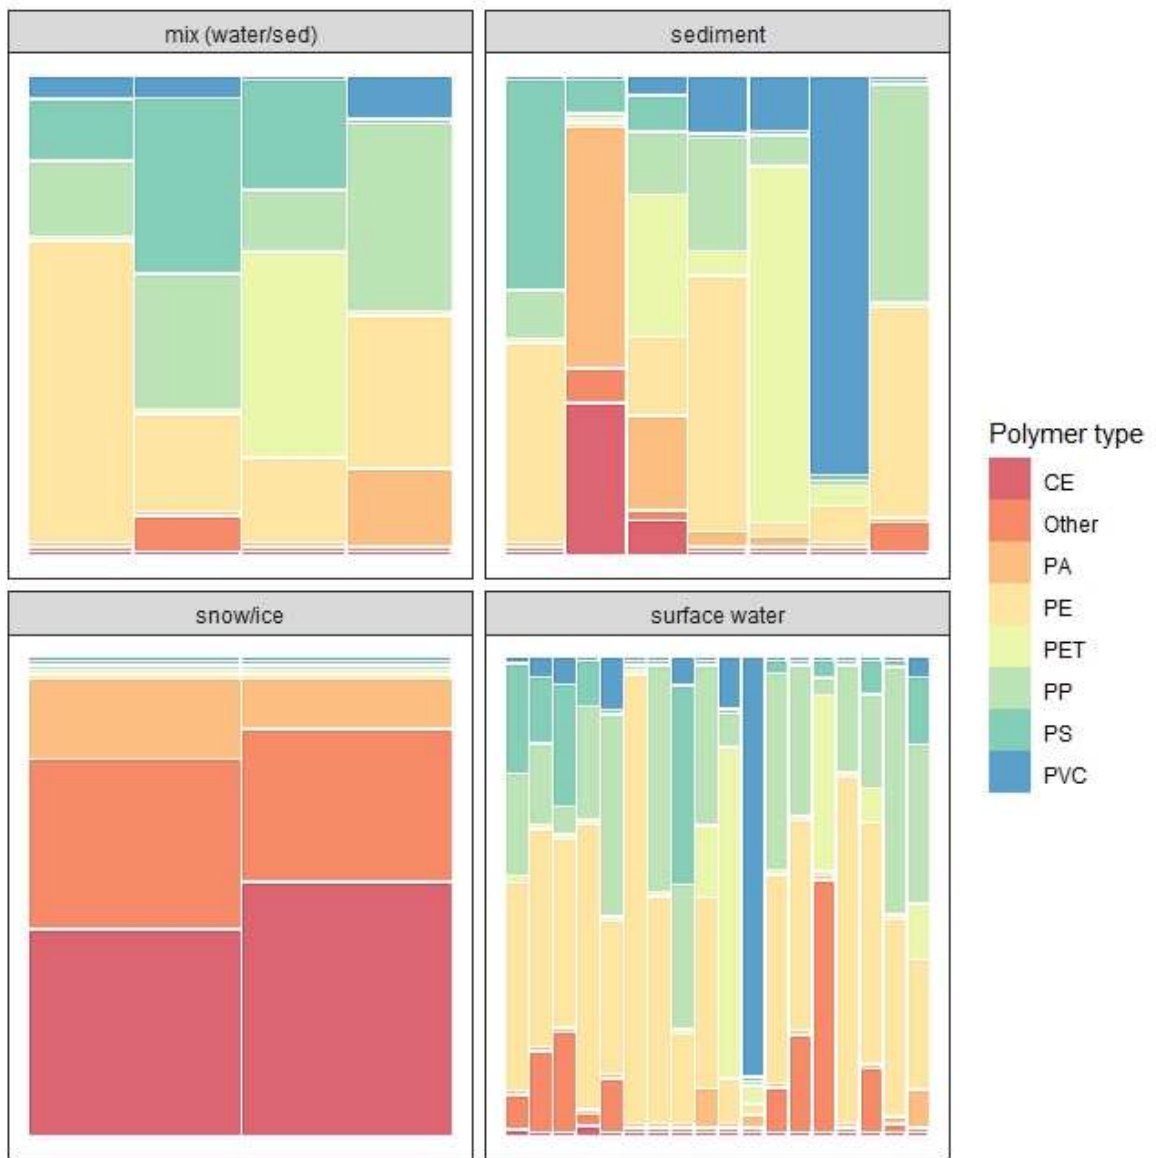 mix (water/sed)
sediment
snow/ice
surface water
Polymer type
CE
Other
PA
PE
PET
PP
PS
PVC